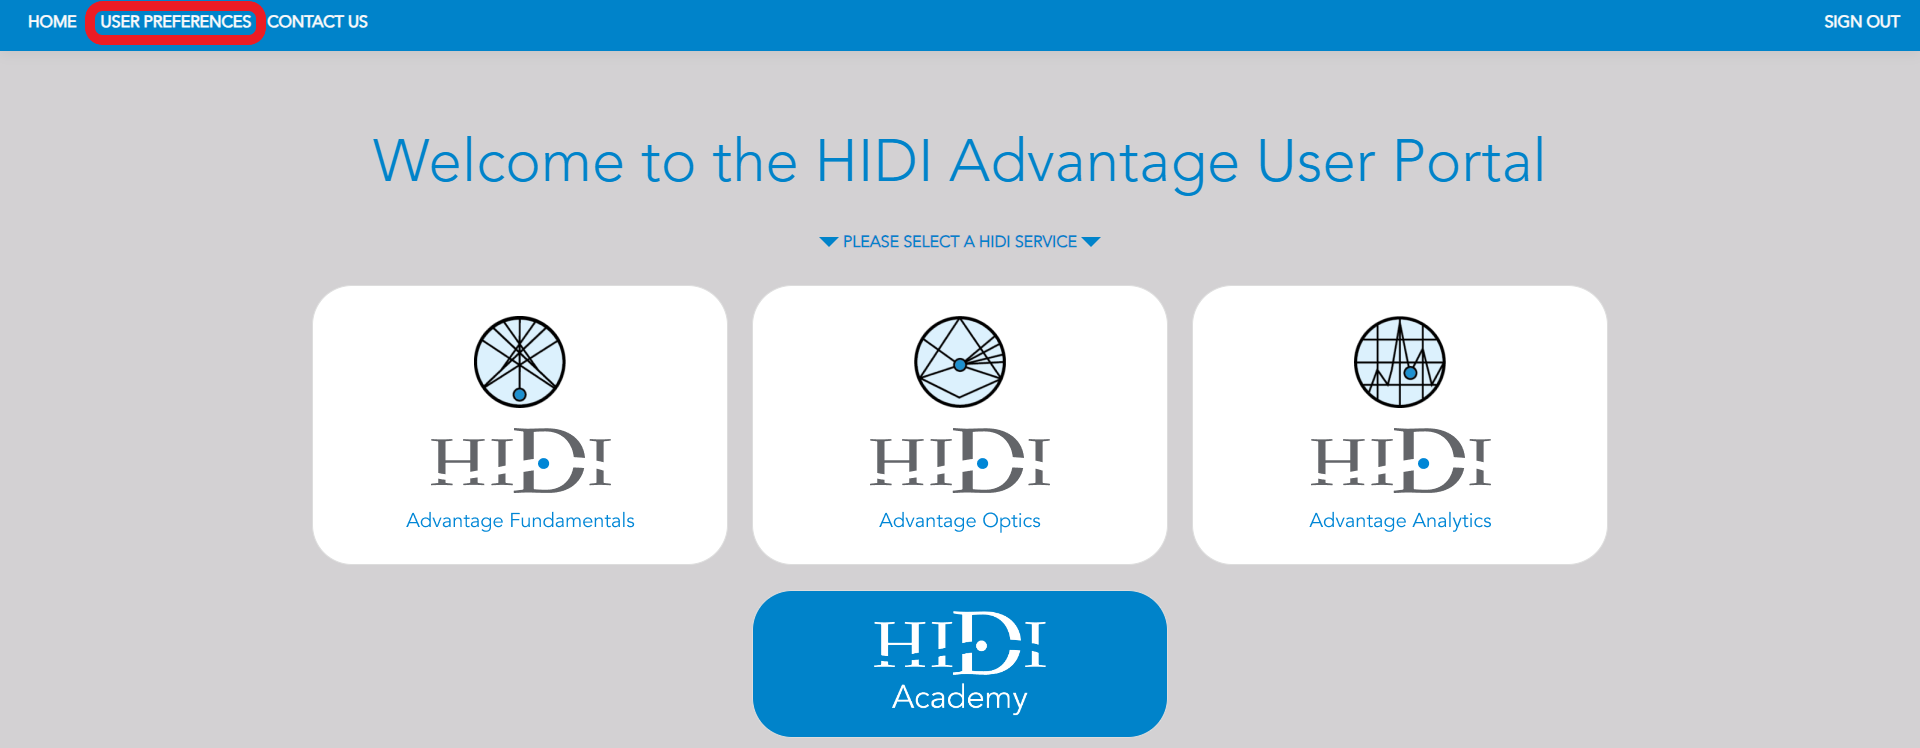 HOME USER PREFERENCES CONTACT US SIGN OUT
Welcome to the HIDI Advantage User Portal
PLEASE SELECT A HIDI SERVICE
HIDI
Advantage Fundamentals
HIDI
Advantage Optics
HIDI
Advantage Analytics
HIDI
Academy